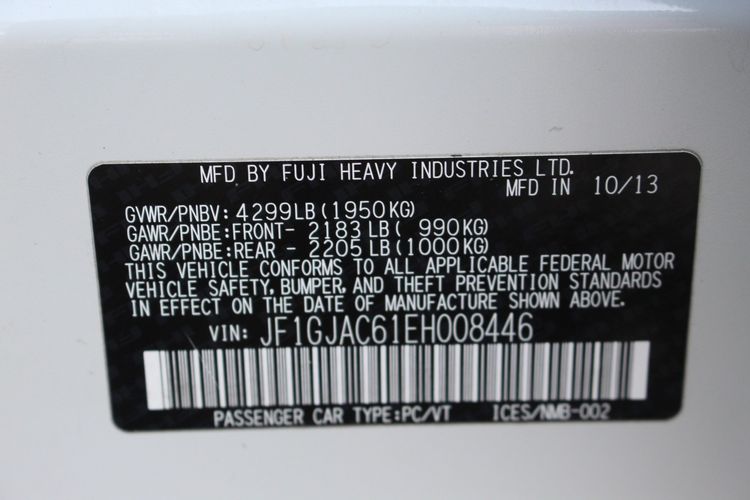 MFD BY FUJI HEAVY INDUSTRIES LTD.
MFD IN 10/13
GVWR/PNBV: 4299LB(1950KG)
GAWR/PNBE:FRONT- 2183LB( 990KG)
GAWR/PNBE:REAR - 2205LB(1000KG)
THIS VEHICLE CONFORMS TO ALL APPLICABLE FEDERAL MOTOR
VEHICLE SAFETY, BUMPER, AND THEFT PREVENTION STANDARDS
IN EFFECT ON THE DATE OF MANUFACTURE SHOWN ABOVE.
VIN: JF1GJAC61EH008446
PASSENGER CAR TYPE:PC/VT ICES/NMB-002